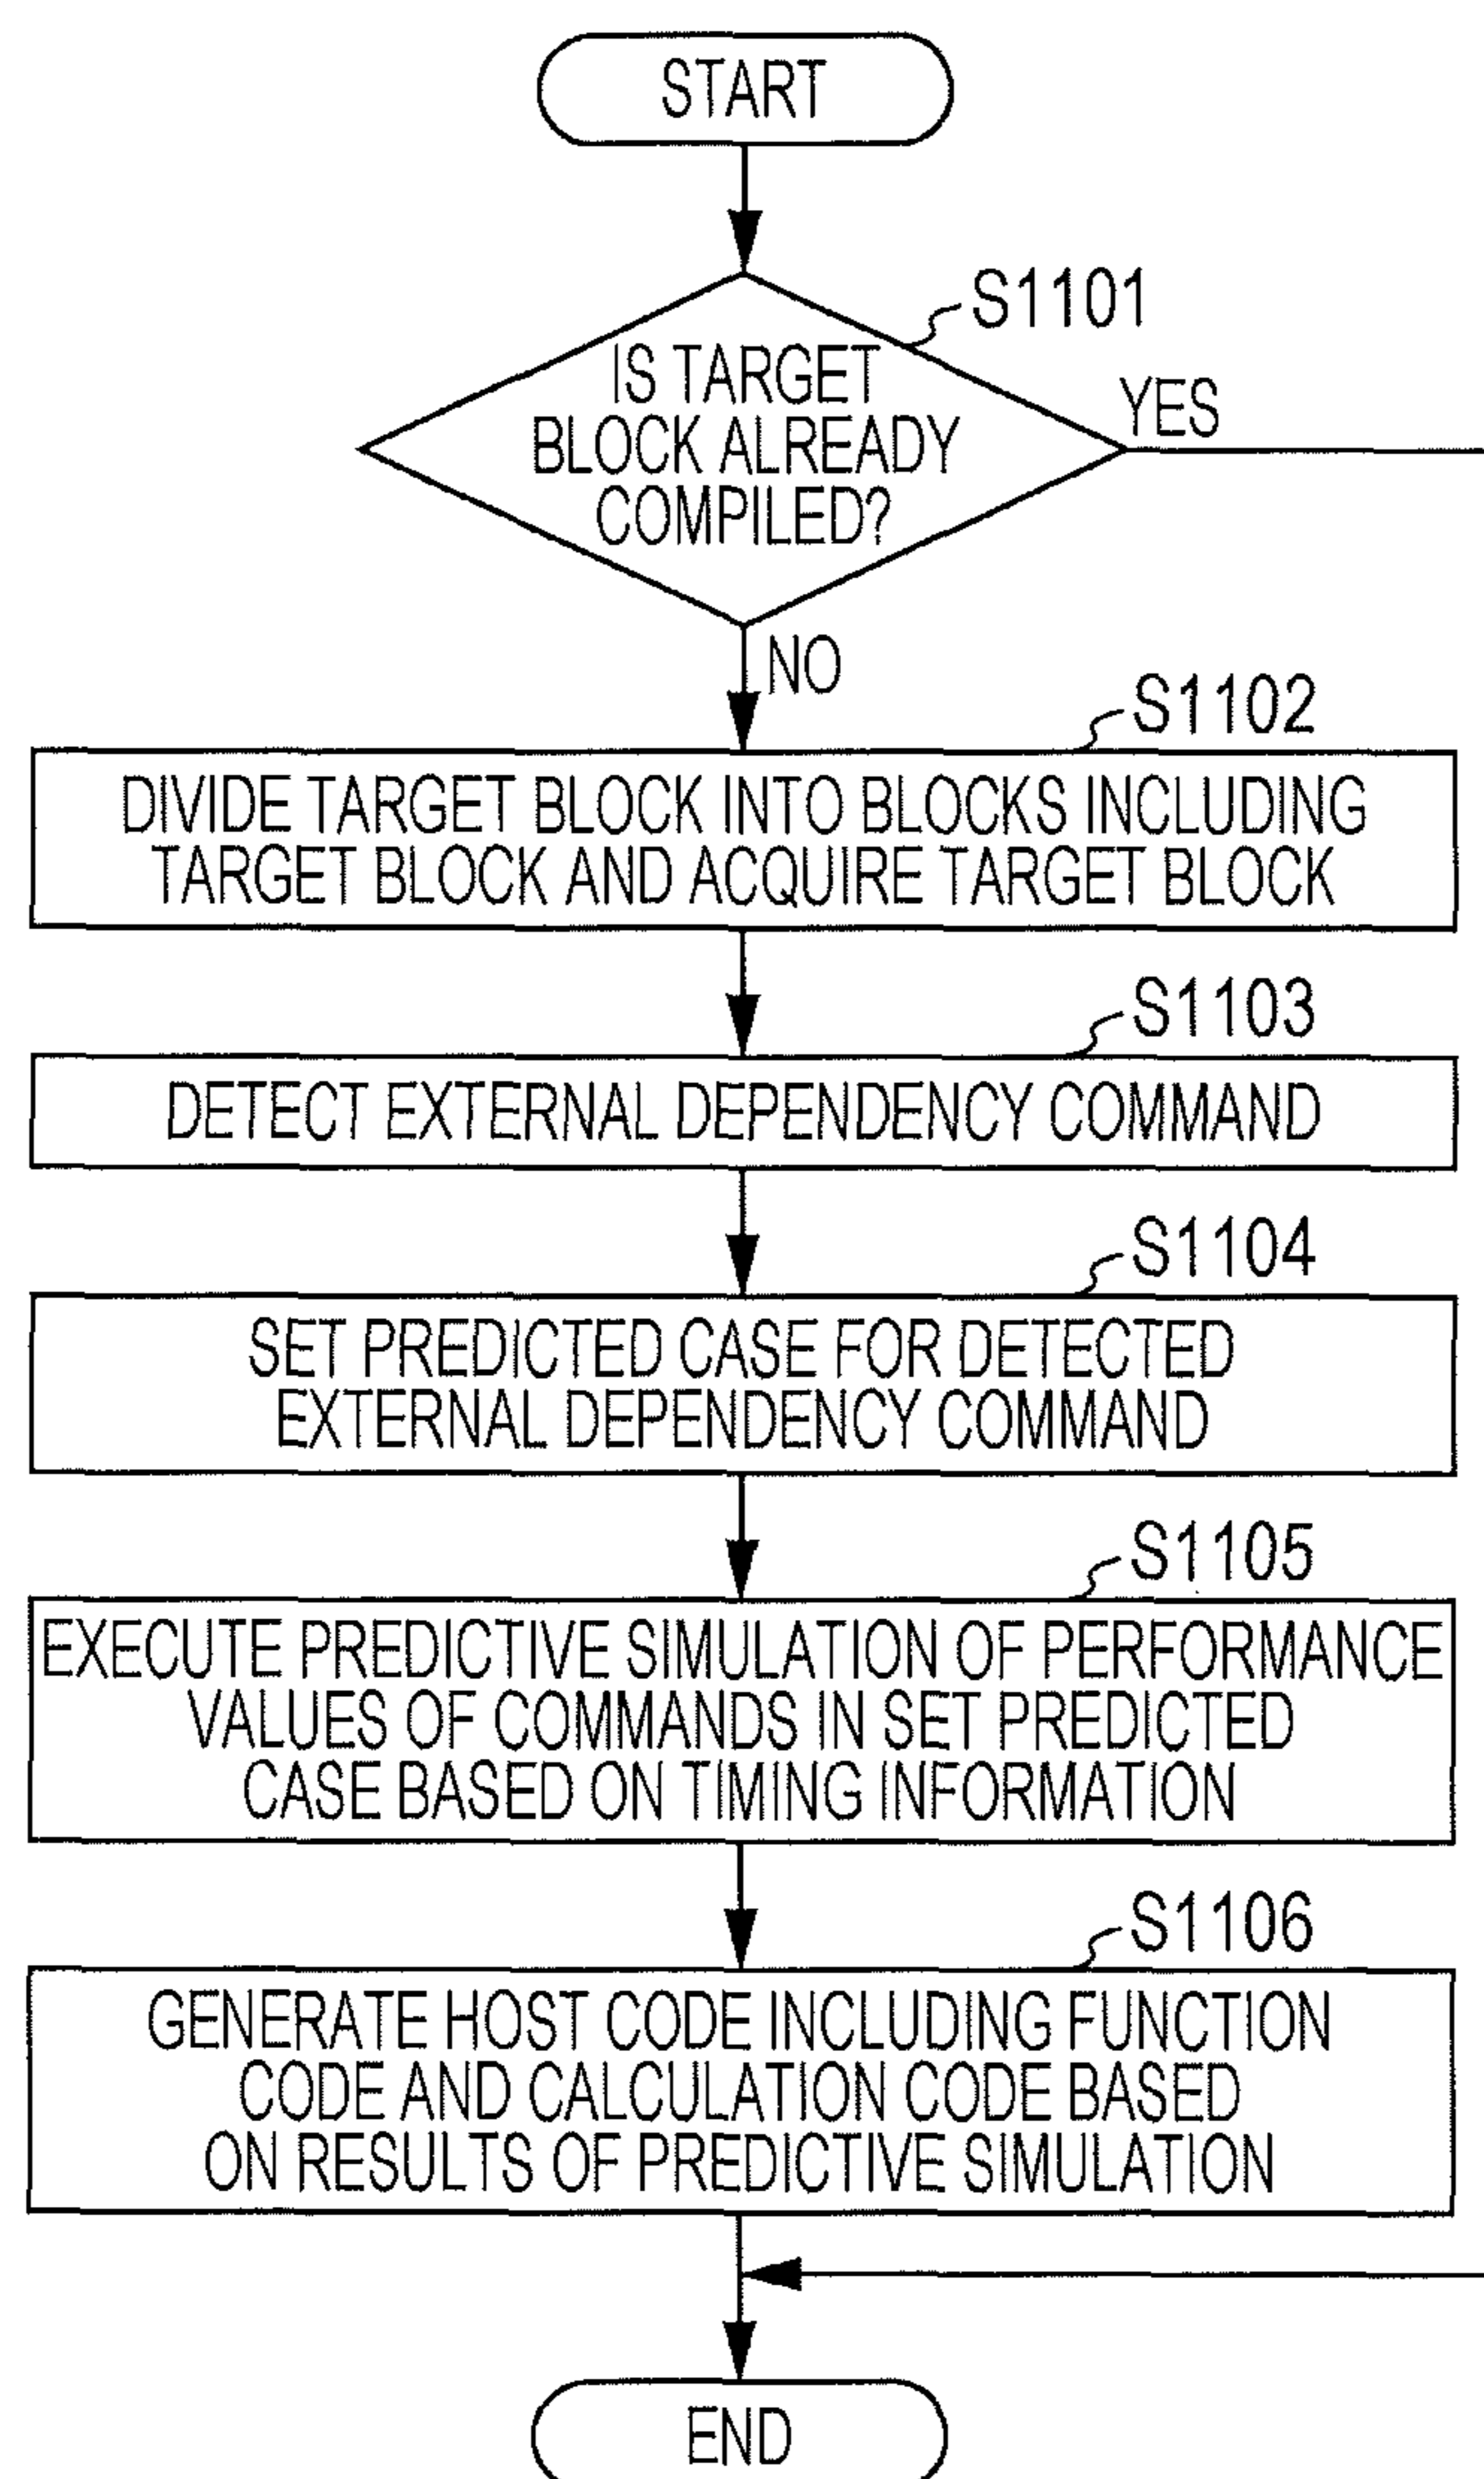 START
S1101
IS TARGET
BLOCK ALREADY
COMPILED?
YES
NO
S1102
DIVIDE TARGET BLOCK INTO BLOCKS INCLUDING
TARGET BLOCK AND ACQUIRE TARGET BLOCK
S1103
DETECT EXTERNAL DEPENDENCY COMMAND
S1104
SET PREDICTED CASE FOR DETECTED
EXTERNAL DEPENDENCY COMMAND
S1105
EXECUTE PREDICTIVE SIMULATION OF PERFORMANCE
VALUES OF COMMANDS IN SET PREDICTED
CASE BASED ON TIMING INFORMATION
S1106
GENERATE HOST CODE INCLUDING FUNCTION
CODE AND CALCULATION CODE BASED
ON RESULTS OF PREDICTIVE SIMULATION
END